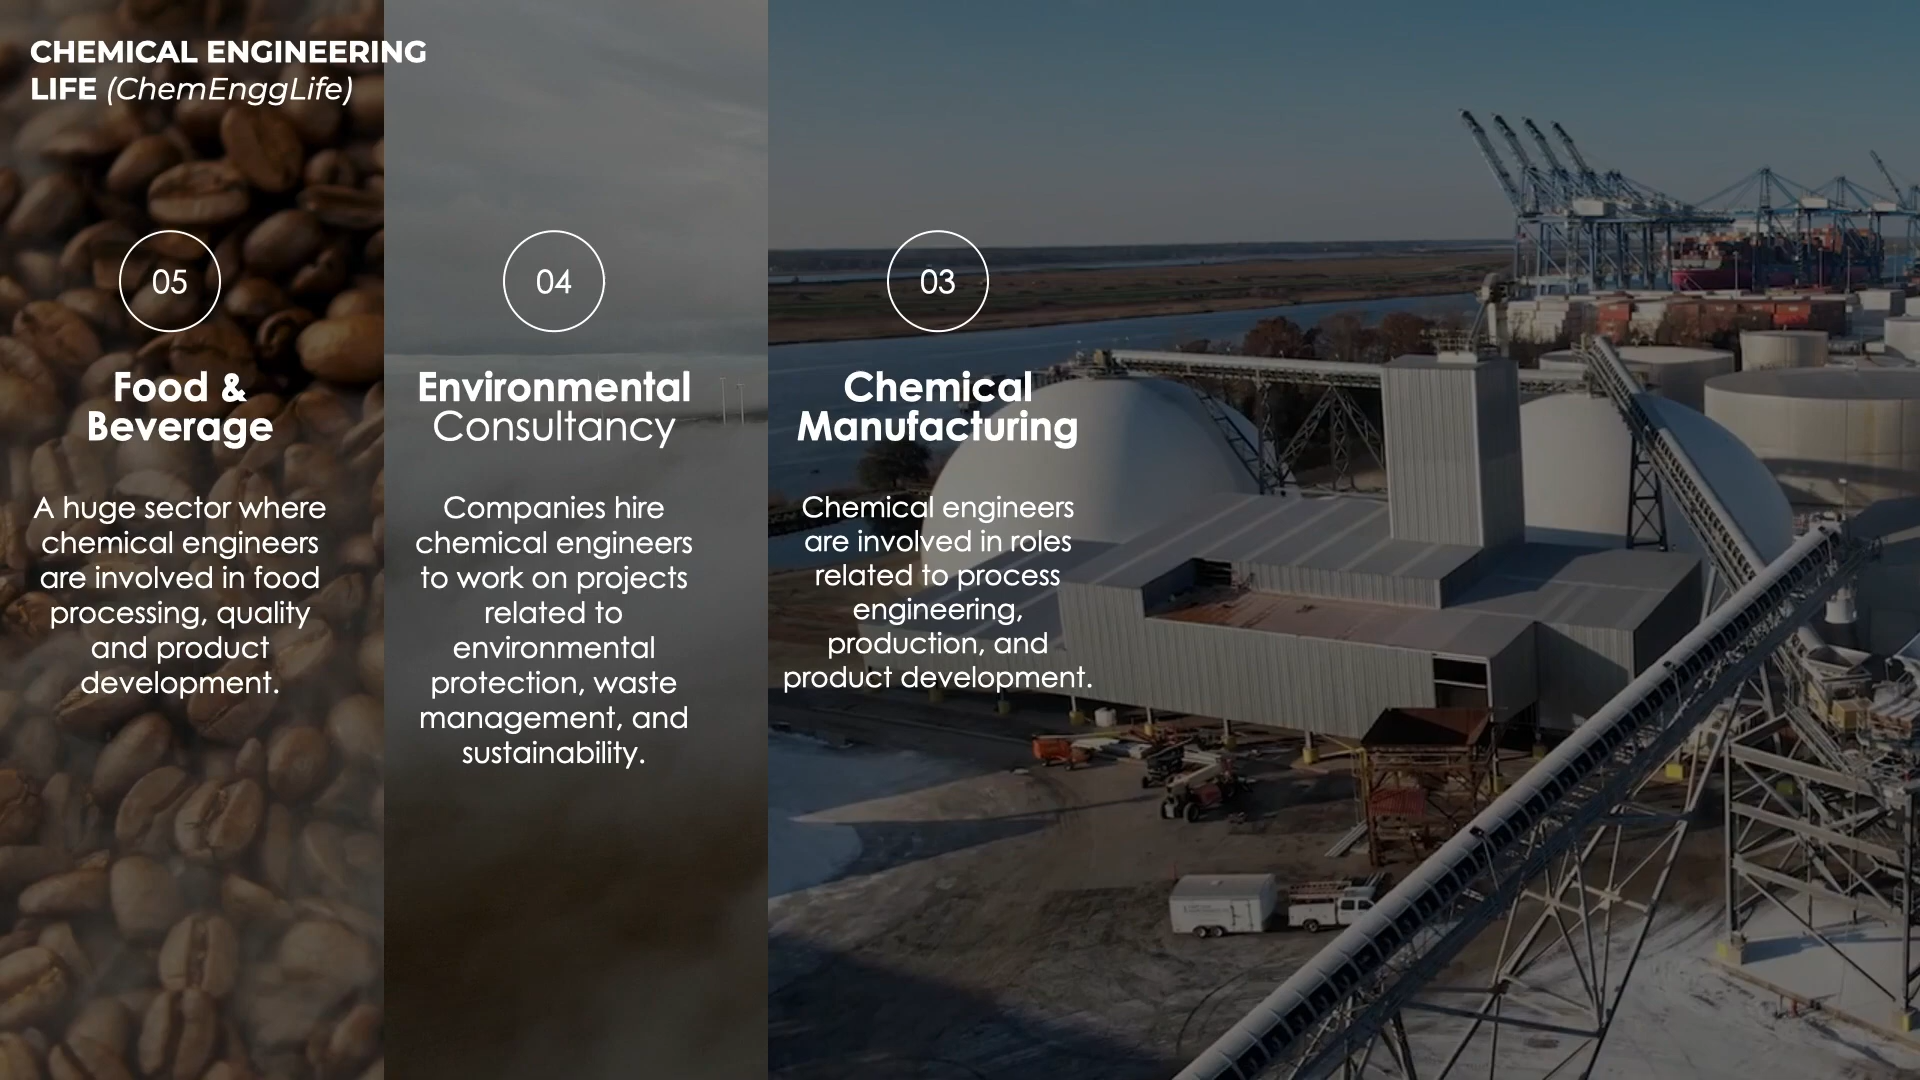 CHEMICAL ENGINEERING
LIFE (ChemEnggLife)
05
Food &
Beverage
A huge sector where
chemical engineers
are involved in food
processing, quality
and product
development.
04
Environmental
Consultancy
Companies hire
chemical engineers
to work on projects
related to
environmental
protection, waste
management, and
sustainability.
03
Chemical
Manufacturing
Chemical engineers
are involved in roles
related to process
engineering,
production, and
product development.